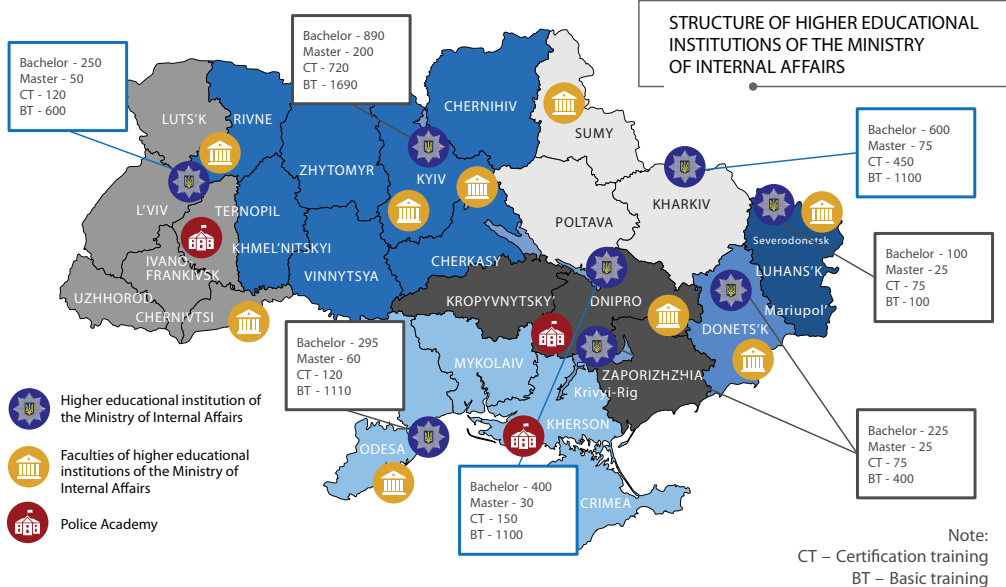 STRUCTURE OF HIGHER EDUCATIONAL
INSTITUTIONS OF THE MINISTRY
OF INTERNAL AFFAIRS
Bachelor - 250
Master - 50
CT - 120
BT - 600
Bachelor - 890
Master - 200
CT - 720
BT - 1690
Bachelor - 600
Master - 75
CT - 450
BT - 1100
Bachelor - 100
Master - 25
CT - 75
BT - 100
Bachelor - 295
Master - 60
CT - 120
BT - 1110
Bachelor - 225
Master - 25
CT - 75
BT - 400
Bachelor - 400
Master - 30
CT - 150
BT - 1100
LUTS'K
RIVNE
ZHYTOMYR
KYIV
CHERNIHIV
SUMY
L'VIV
TERNOPIL
KHMEL'NITSKYI
VINNYTSYA
CHERKASY
POLTAVA
KHARKIV
Severodonetsk
LUHANS'K
Mariupol'
IVANO-
FRANKIVSK
UZHHOROD
CHERNIVTSI
KROPYVNYTSKY'
DNIPRO
DONETS'K
MYKOLAIV
ZAPORIZHZHIA
Krivyi-Rig
KHERSON
ODESA
CRIMEA
Higher educational institution of
the Ministry of Internal Affairs
Faculties of higher educational
institutions of the Ministry of
Internal Affairs
Police Academy
Note:
CT – Certification training
BT – Basic training